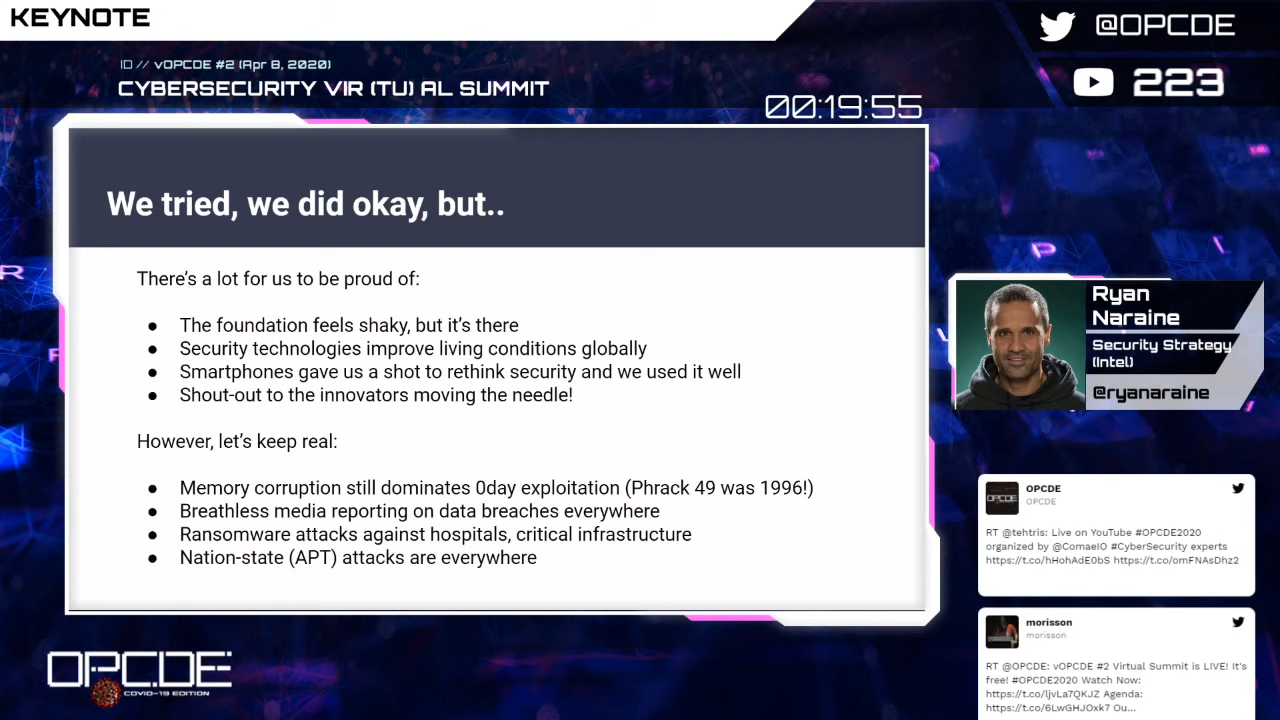 KEYNOTE
@OPCDE
ID // vOPCDE #2 (Apr 8, 2020)
CYBERSECURITY VIR (TU) AL SUMMIT
223
00:19:55
We tried, we did okay, but..
There's a lot for us to be proud of:
● The foundation feels shaky, but it's there
● Security technologies improve living conditions globally
● Smartphones gave us a shot to rethink security and we used it well
● Shout-out to the innovators moving the needle!
However, let's keep real:
● Memory corruption still dominates 0day exploitation (Phrack 49 was 1996!)
● Breathless media reporting on data breaches everywhere
● Ransomware attacks against hospitals, critical infrastructure
● Nation-state (APT) attacks are everywhere
Ryan
Naraine
Security Strategy
(Intel)
@ryanaraine
OPCDE
OPCDE
OPCDE
RT @tehtris: Live on YouTube #OPCDE2020
organized by @ComaeIO #CyberSecurity experts
https://t.co/hHohAdE0bS https://t.co/omFNAsDhz2
morisson
morisson
RT @OPCDE: vOPCDE #2 Virtual Summit is LIVE! It's
free! #OPCDE2020 Watch Now:
https://t.co/ljvLa7QKJZ Agenda:
https://t.co/6LwGHJOxk7 Ou...
OPCDE
COVID-19 EDITION
R
P
L